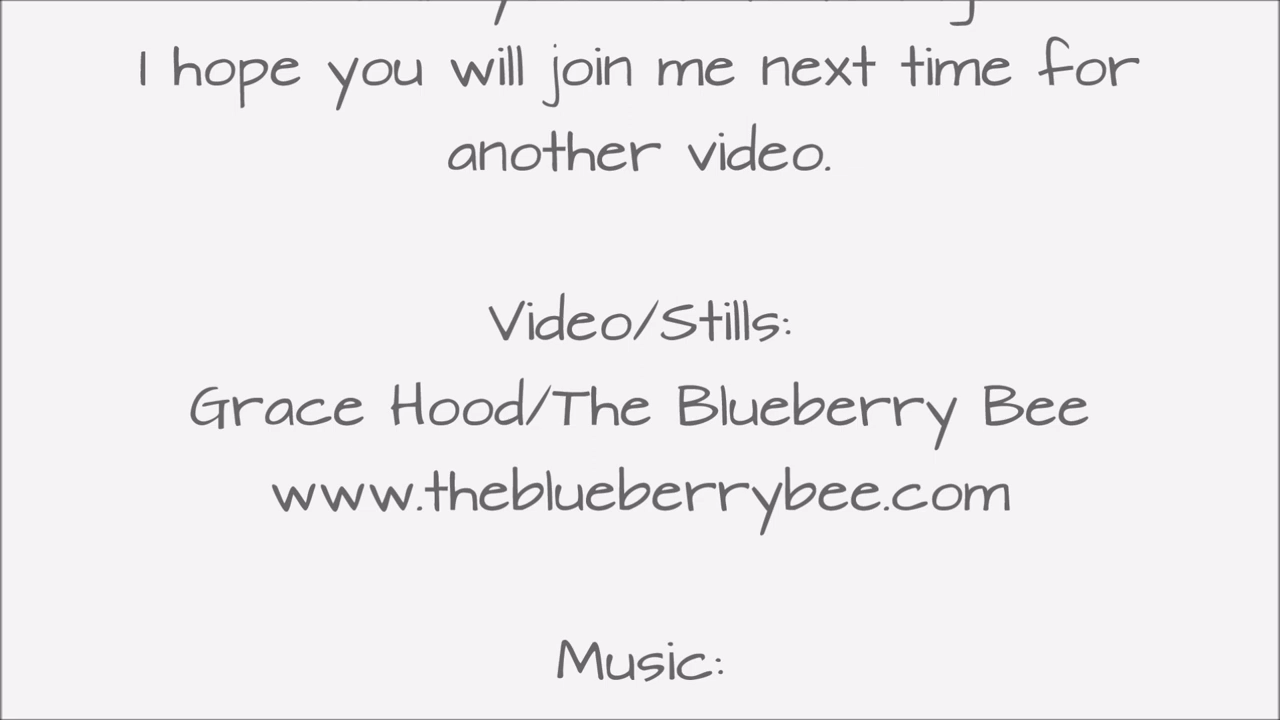 I hope you will join me next time for
another video.
Video/Stills:
Grace Hood/The Blueberry Bee
www.theblueberrybee.com
Music: